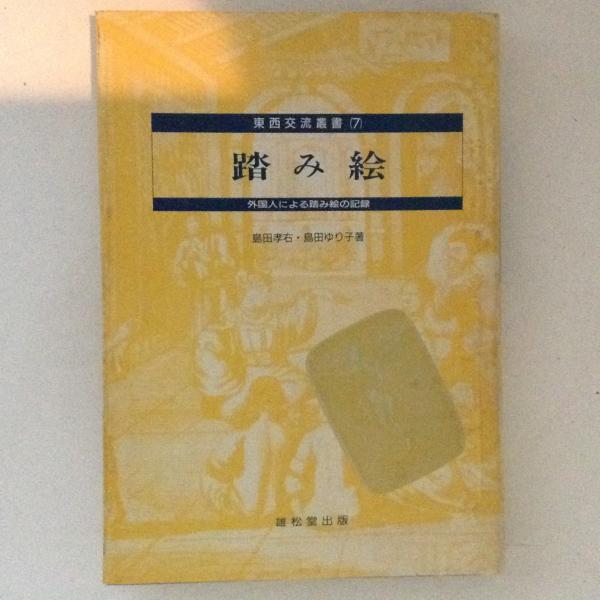 東西交流叢書(7)
踏み絵
外国人による踏み絵の記録
島田孝右・島田ゆり子著
雄松堂出版